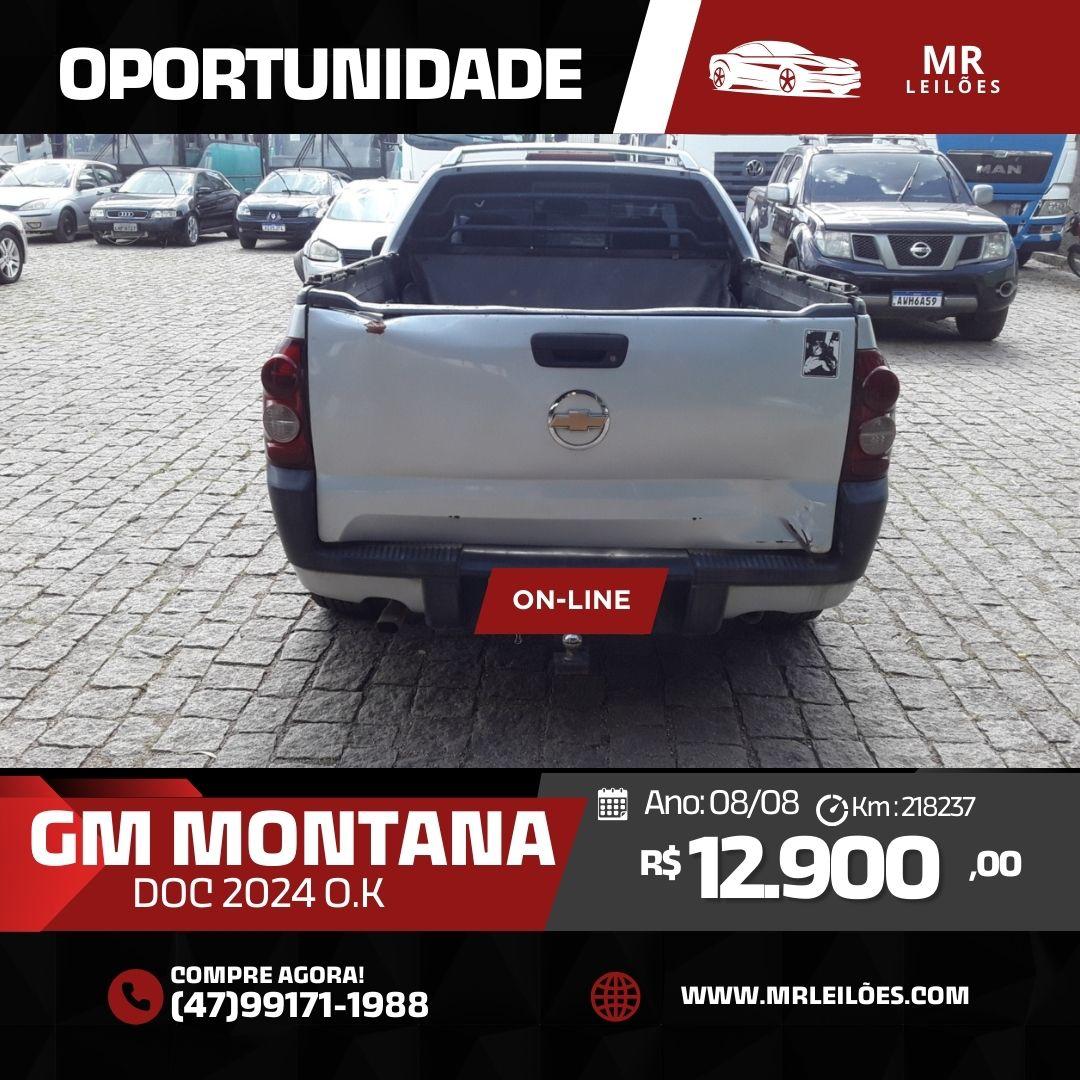 OPORTUNIDADE
MR
LEILÕES
MAN
AWH6A59
ON-LINE
GM MONTANA
DOC 2024 O.K
Ano: 08/08
Km : 218237
R$ 12.900 ,00
COMPRE AGORA!
(47)99171-1988
WWW.MRLEILÕES.COM